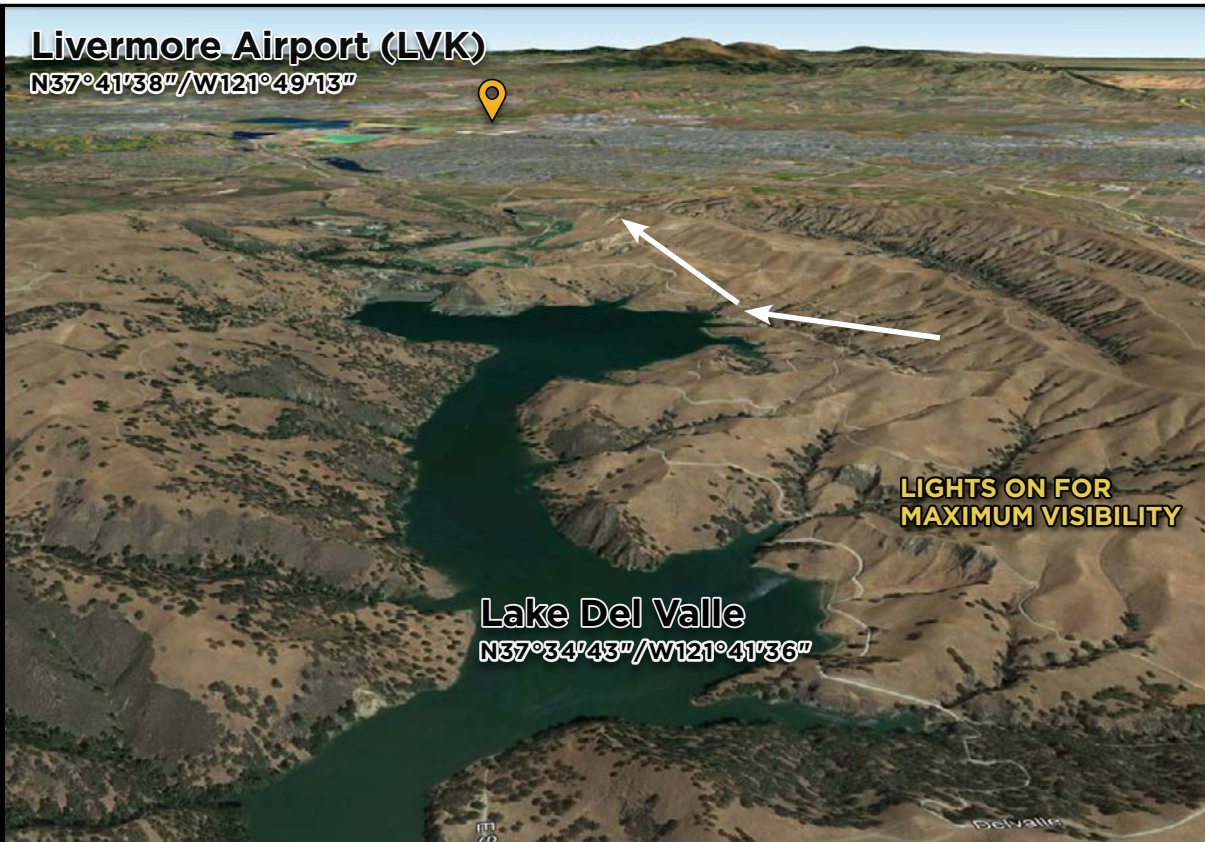 Livermore Airport (LVK)
N37°41'38"/W121°49'13"
LIGHTS ON FOR
MAXIMUM VISIBILITY
Lake Del Valle
N37°34'43"/W121°41'36"
ES
Delvalle